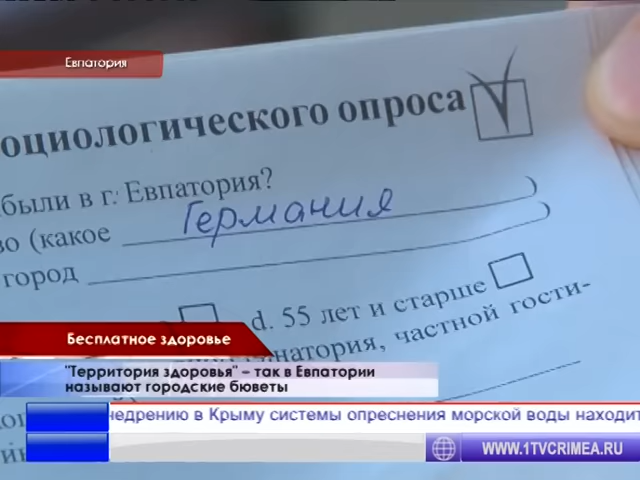 Евпатория
оциологического опроса
были в г. Евпатория?
во (какое Германия )
город )
d. 55 лет и старше
анатория, частной гости-
Бесплатное здоровье
"Территория здоровья" – так в Евпатории
называют городские бюветы
недрению в Крыму системы опреснения морской воды находит
WWW.1TVCRIMEA.RU